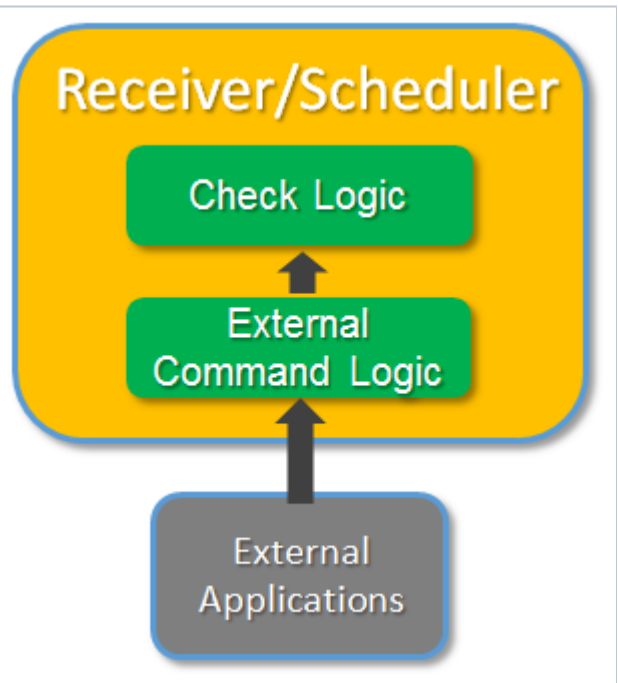 Receiver/Scheduler
Check Logic
External
Command Logic
External
Applications